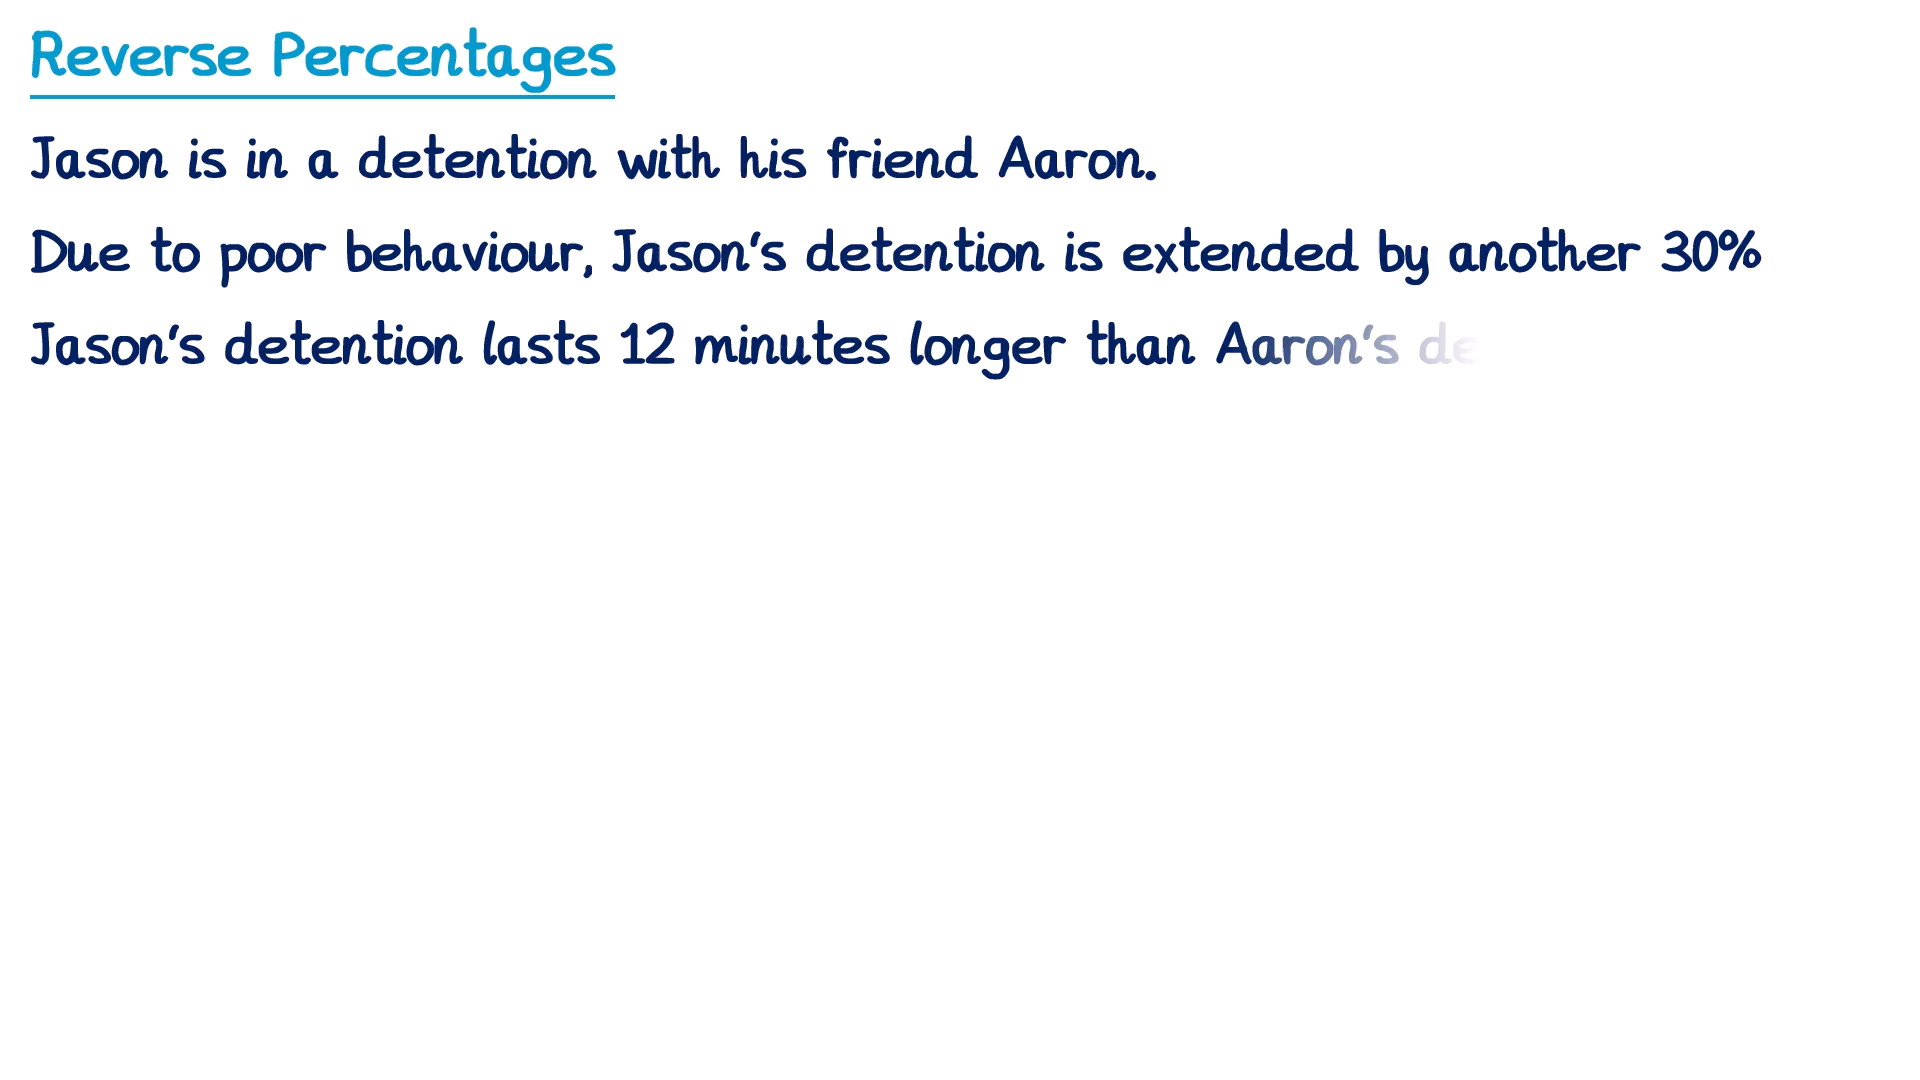 Reverse Percentages
Jason is in a detention with his friend Aaron.
Due to poor behaviour, Jason's detention is extended by another 30%
Jason's detention lasts 12 minutes longer than Aaron's de